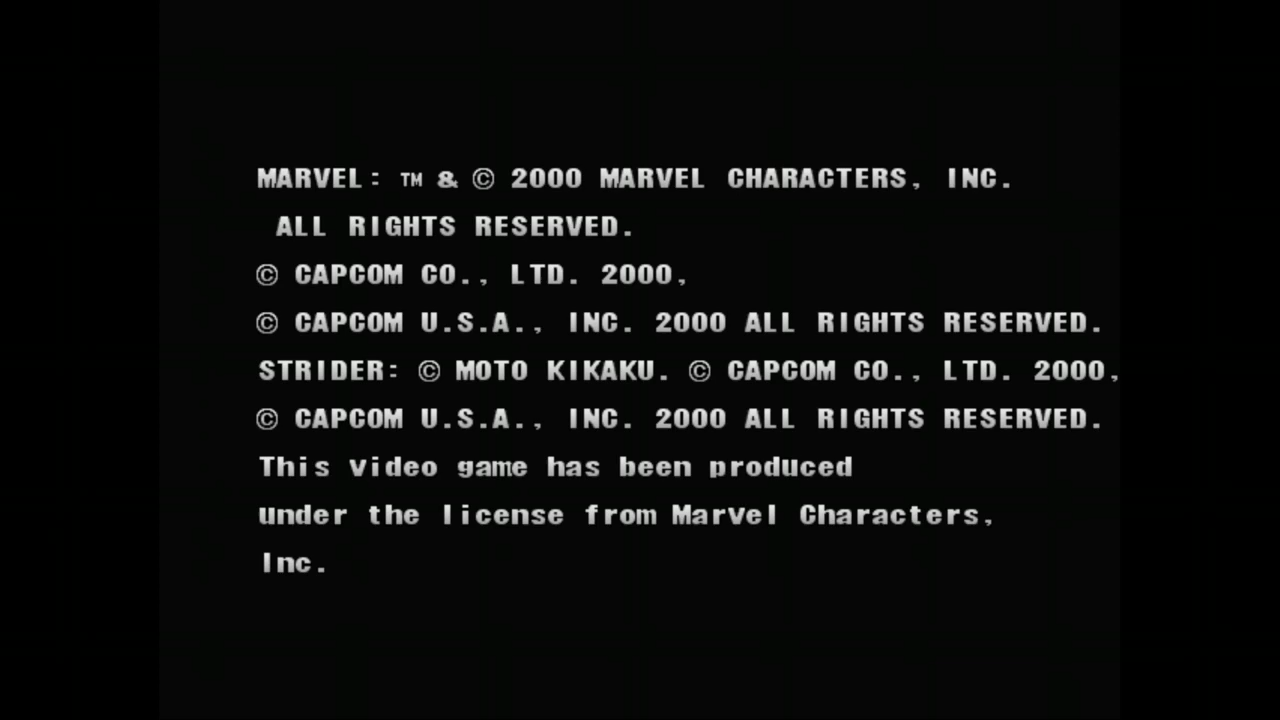 MARVEL: ™ & © 2000 MARVEL CHARACTERS, INC.
ALL RIGHTS RESERVED.
© CAPCOM CO., LTD. 2000,
© CAPCOM U.S.A., INC. 2000 ALL RIGHTS RESERVED.
STRIDER: © MOTO KIKAKU. © CAPCOM CO., LTD. 2000,
© CAPCOM U.S.A., INC. 2000 ALL RIGHTS RESERVED.
This video game has been produced
under the license from Marvel Characters,
Inc.